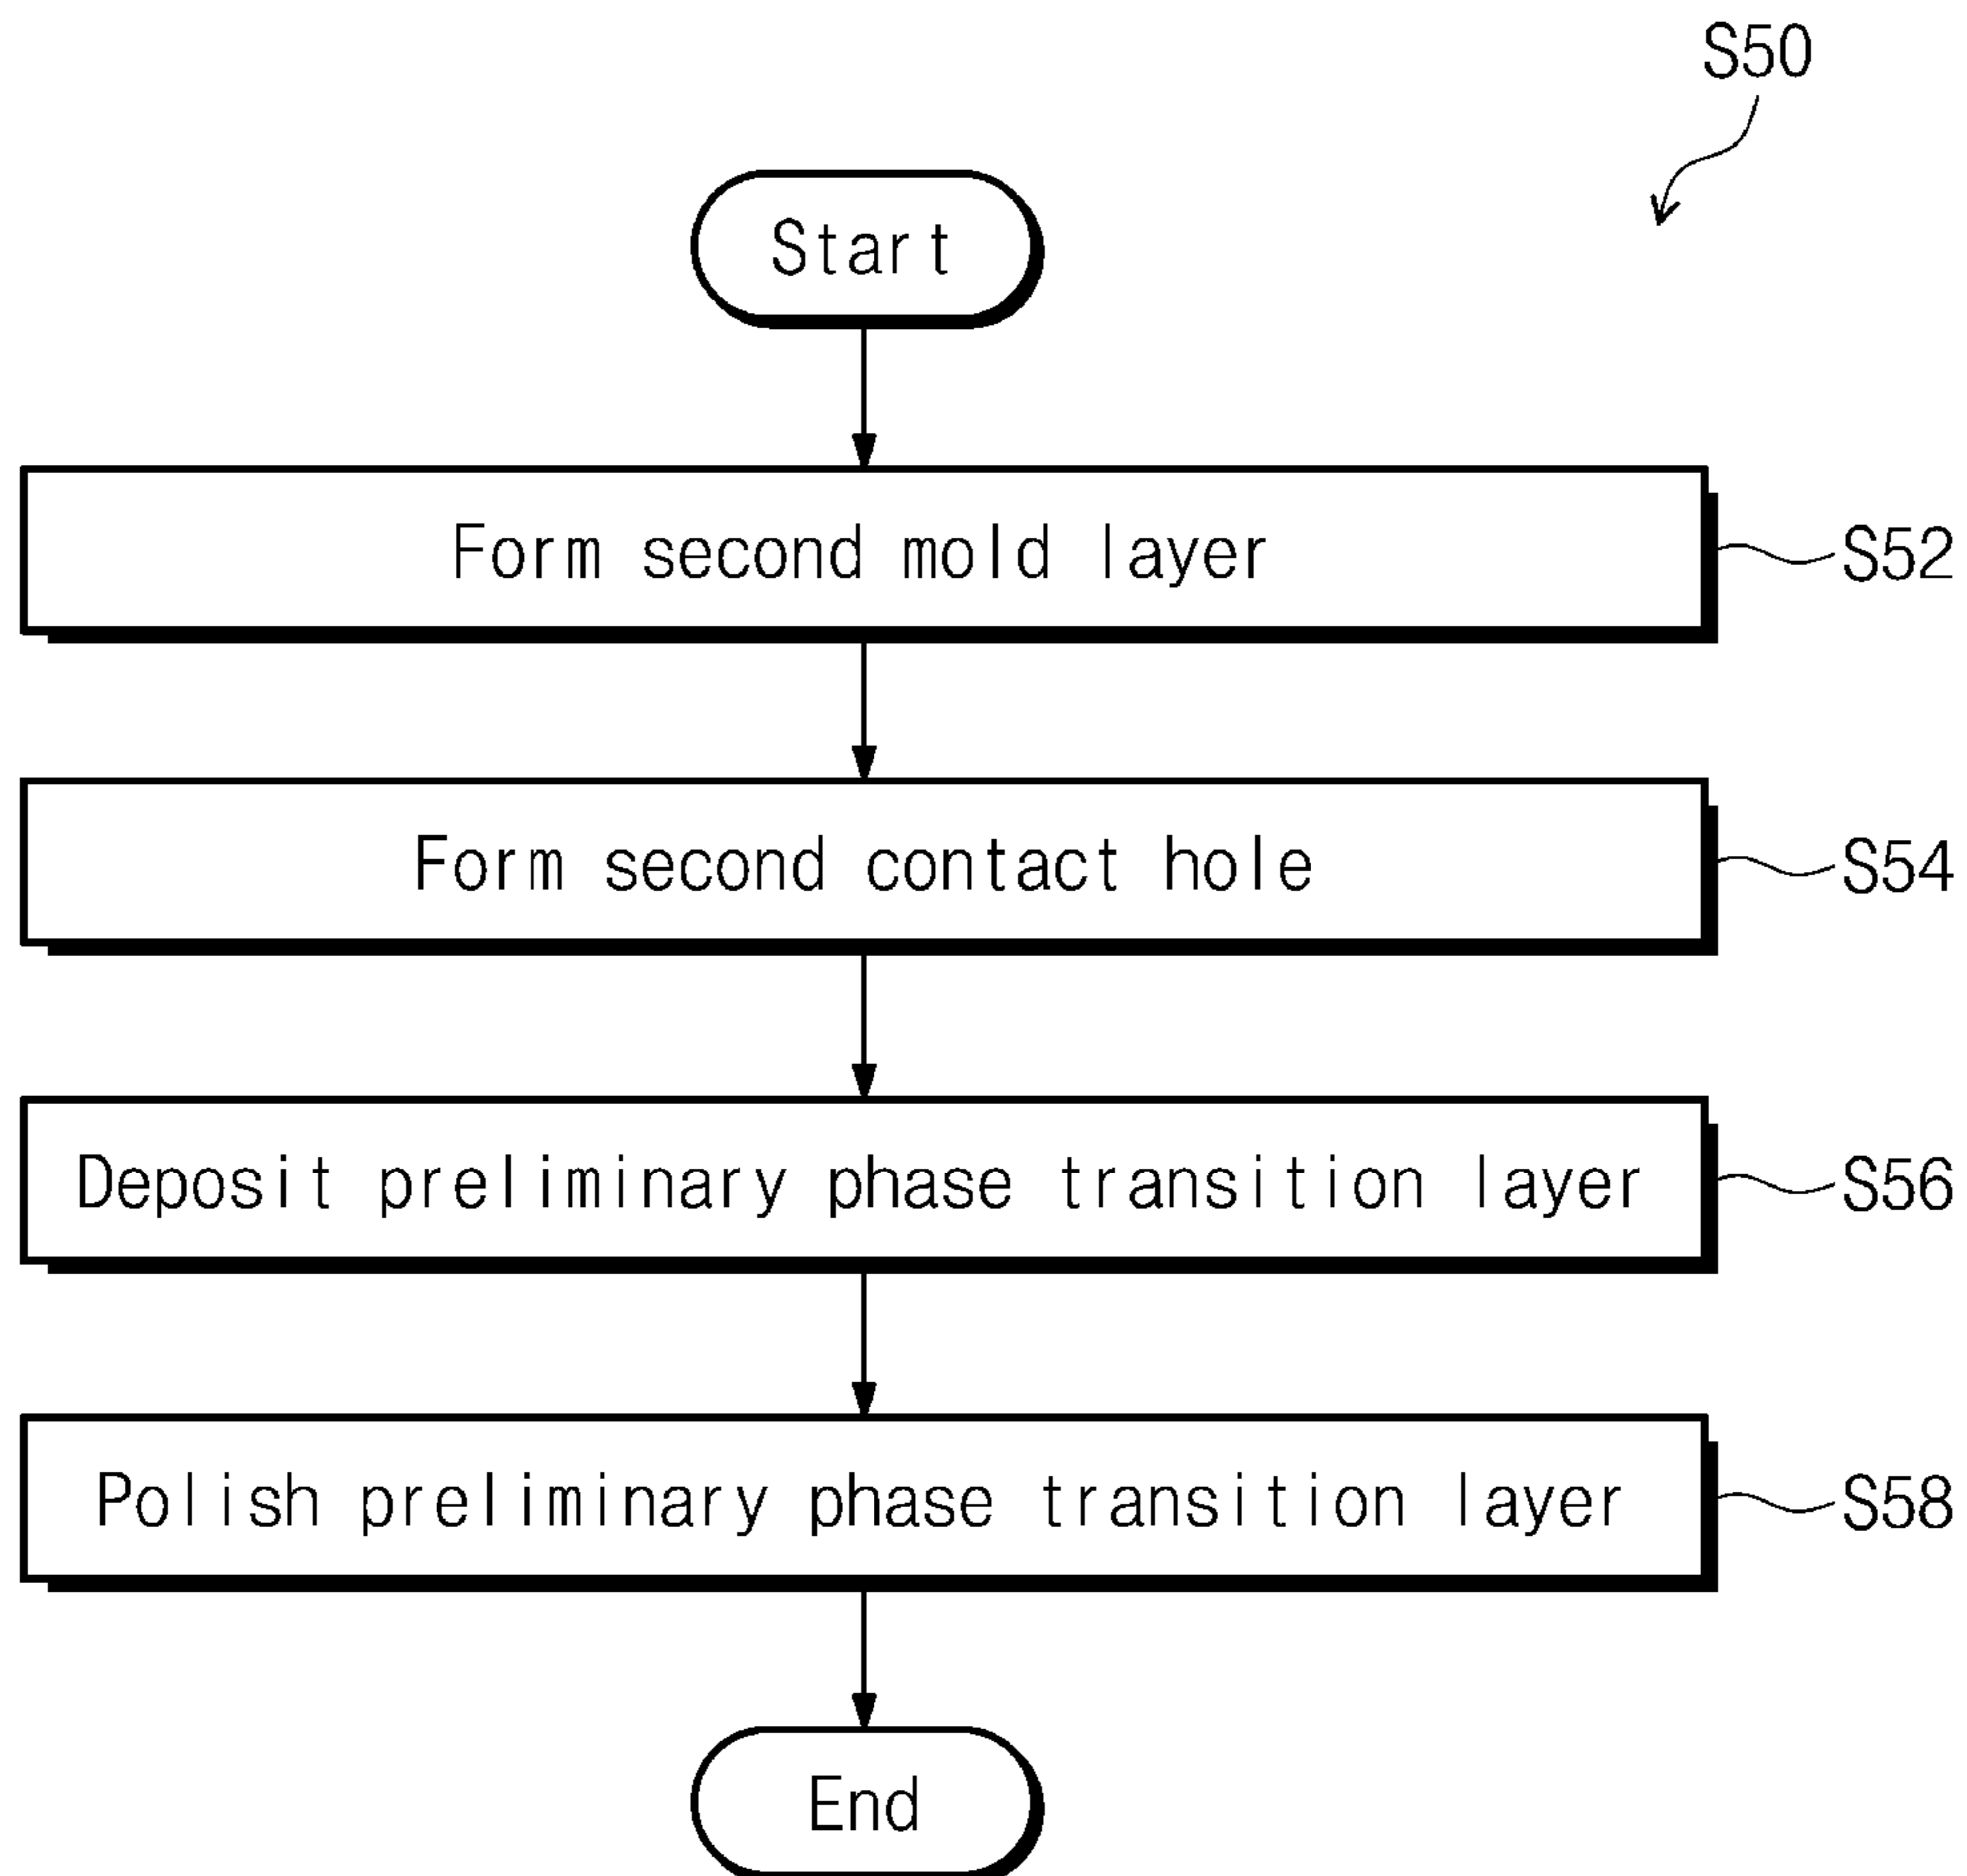 S50
Start
Form second mold layer
S52
Form second contact hole
S54
Deposit preliminary phase transition layer
S56
Polish preliminary phase transition layer
S58
End